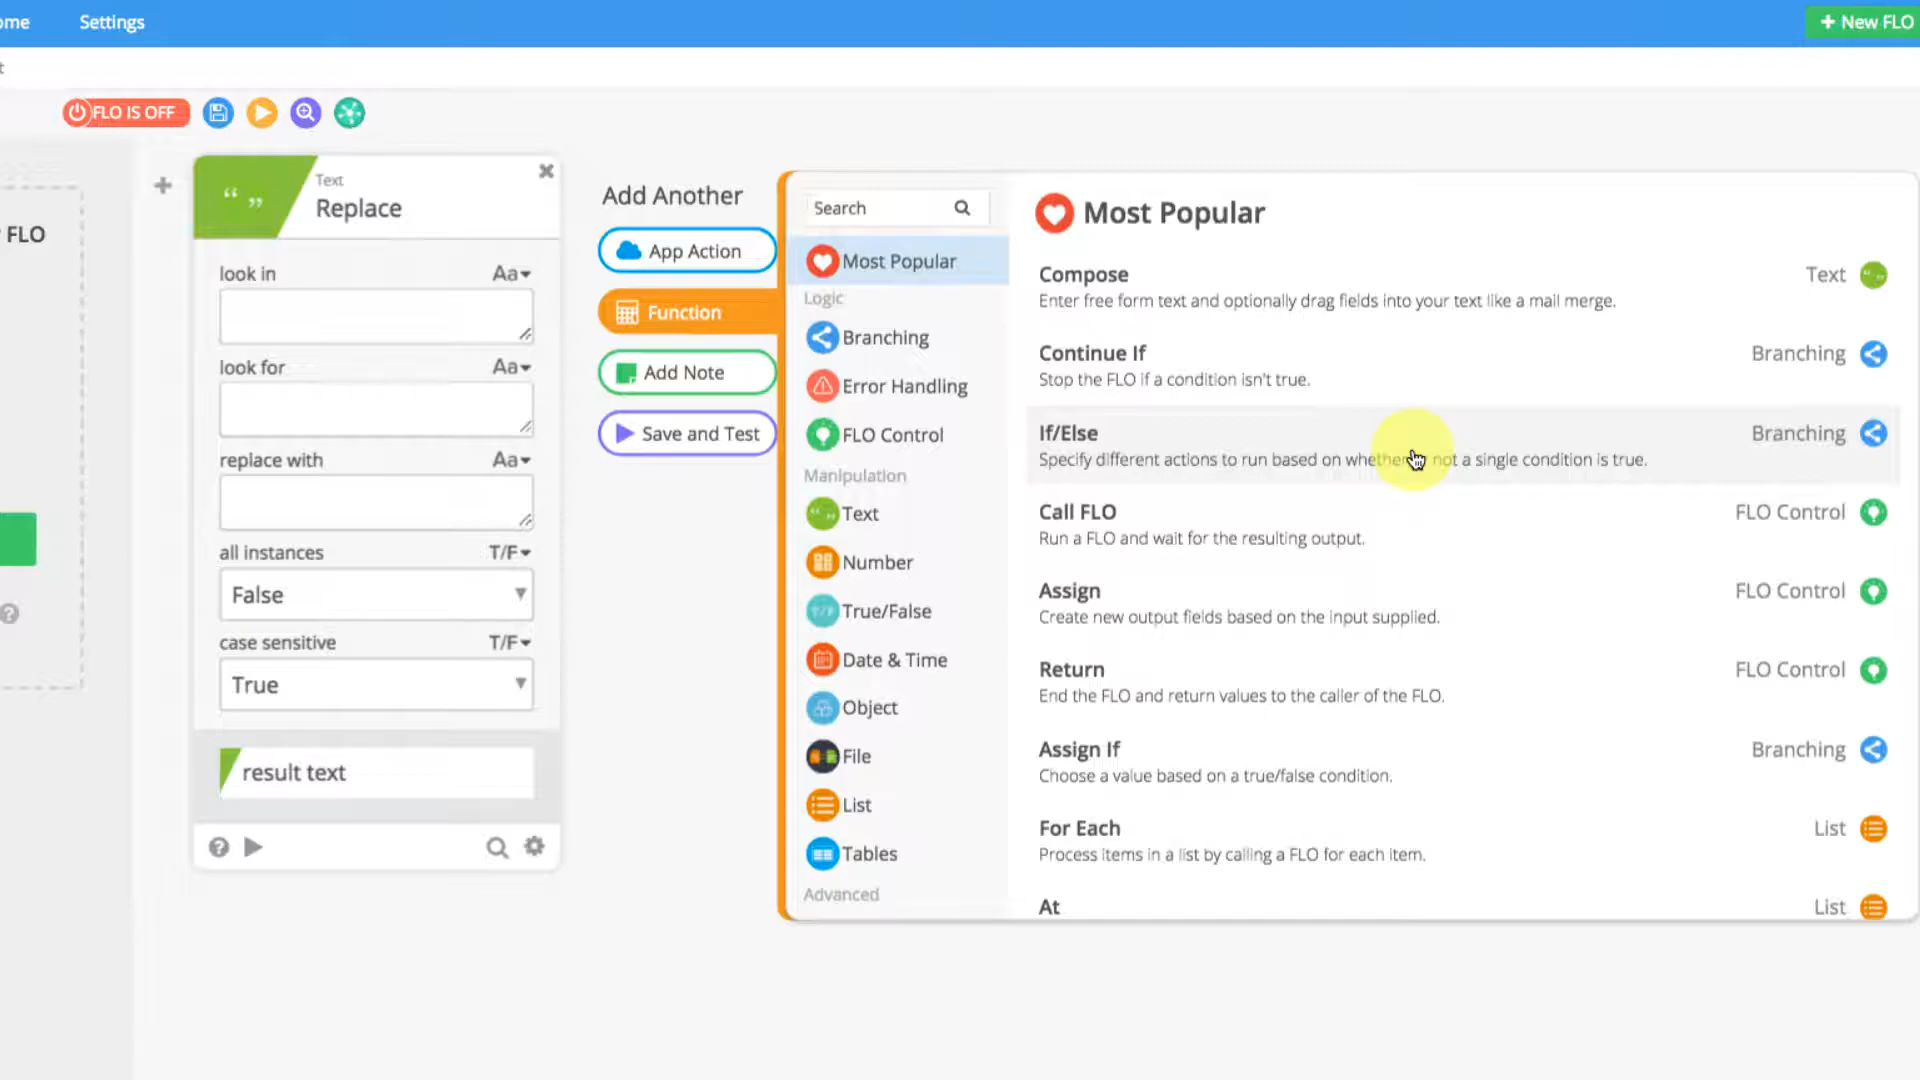 ome
Settings
+ New FLO
t
FLO IS OFF
FLO
Text
Replace
look in
Aa
look for
Aa
replace with
Aa
all instances
T/F
False
case sensitive
T/F
True
result text
Add Another
App Action
Function
Add Note
Save and Test
Search
Most Popular
Logic
Branching
Error Handling
FLO Control
Manipulation
Text
Number
True/False
Date & Time
Object
File
List
Tables
Advanced
Most Popular
Compose
Text
Enter free form text and optionally drag fields into your text like a mail merge.
Continue If
Branching
Stop the FLO if a condition isn't true.
If/Else
Branching
Specify different actions to run based on whether not a single condition is true.
Call FLO
FLO Control
Run a FLO and wait for the resulting output.
Assign
FLO Control
Create new output fields based on the input supplied.
Return
FLO Control
End the FLO and return values to the caller of the FLO.
Assign If
Branching
Choose a value based on a true/false condition.
For Each
List
Process items in a list by calling a FLO for each item.
At
List